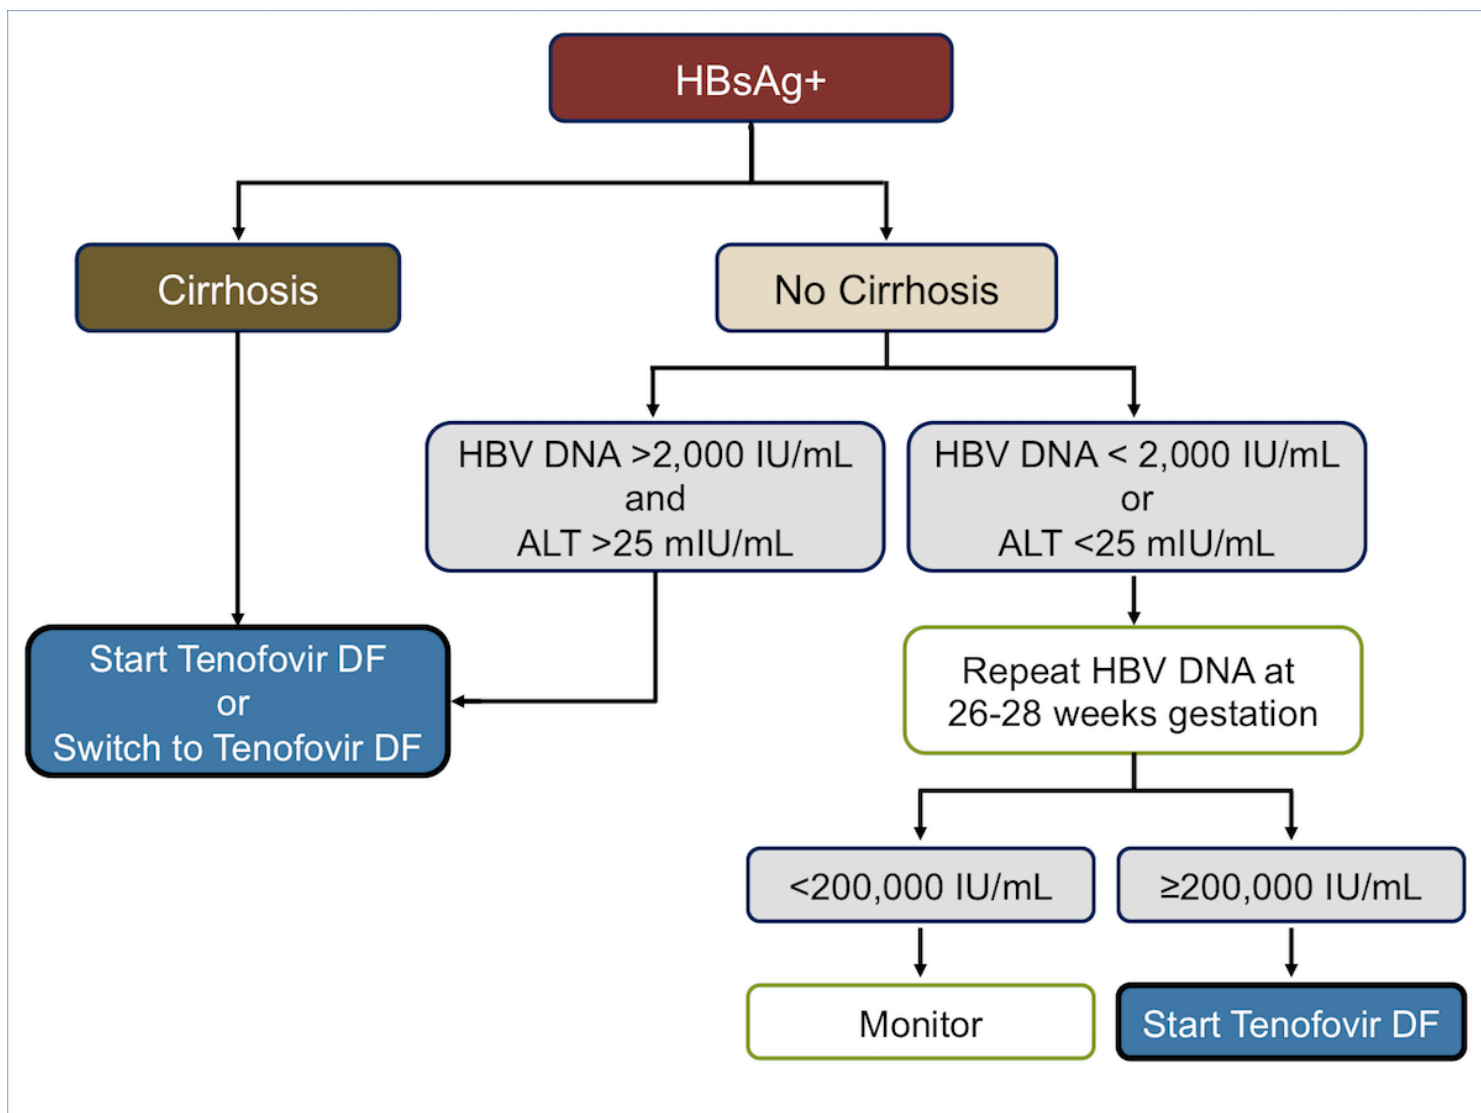 HBsAg+
Cirrhosis
No Cirrhosis
HBV DNA >2,000 IU/mL
and
ALT >25 mIU/mL
HBV DNA < 2,000 IU/mL
or
ALT <25 mIU/mL
Start Tenofovir DF
or
Switch to Tenofovir DF
Repeat HBV DNA at
26-28 weeks gestation
<200,000 IU/mL
≥200,000 IU/mL
Monitor
Start Tenofovir DF